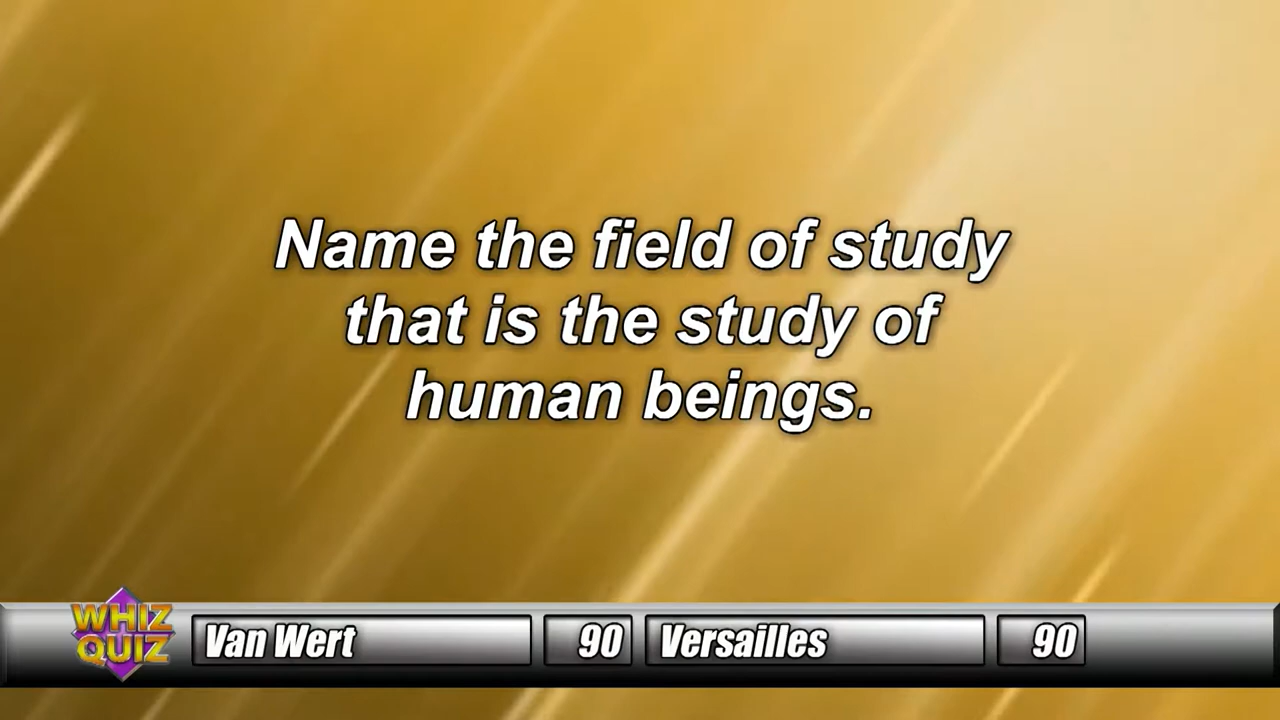 Name the field of study
that is the study of
human beings.
WHIZ
QUIZ
Van Wert 90 Versailles 90